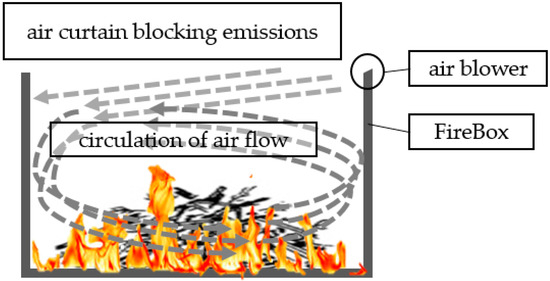 air curtain blocking emissions
air blower
circulation of air flow
FireBox